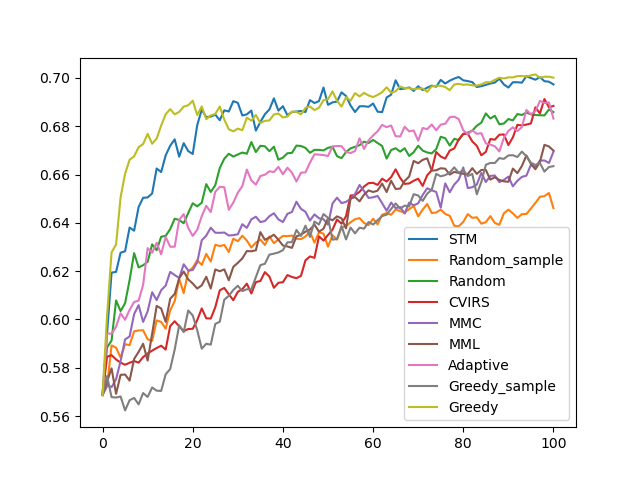 0.70
0.68
0.66
0.64
0.62
0.60
0.58
0.56
0 20 40 60 80 100
STM
Random_sample
Random
CVIRS
MMC
MML
Adaptive
Greedy_sample
Greedy